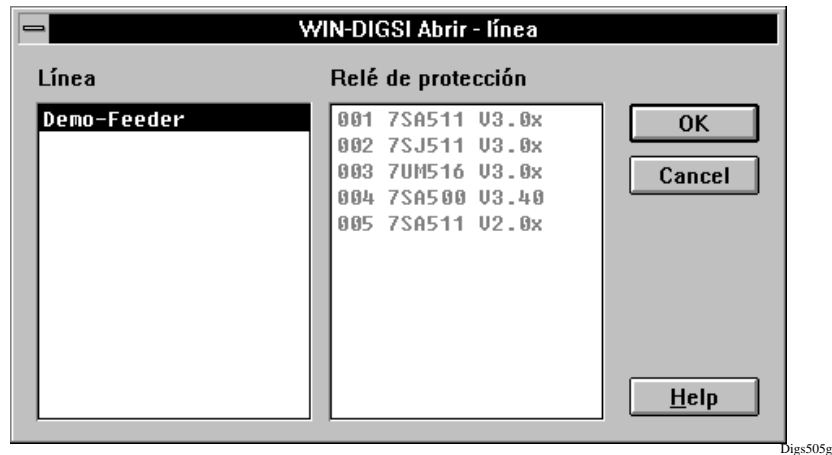 WIN-DIGSI Abrir - línea
Línea
Relé de protección
Demo-Feeder
001 7SA511 V3.0x
002 7SJ511 V3.0x
003 7UM516 V3.0x
004 7SA500 V3.40
005 7SA511 V2.0x
OK
Cancel
Help
Digs505g